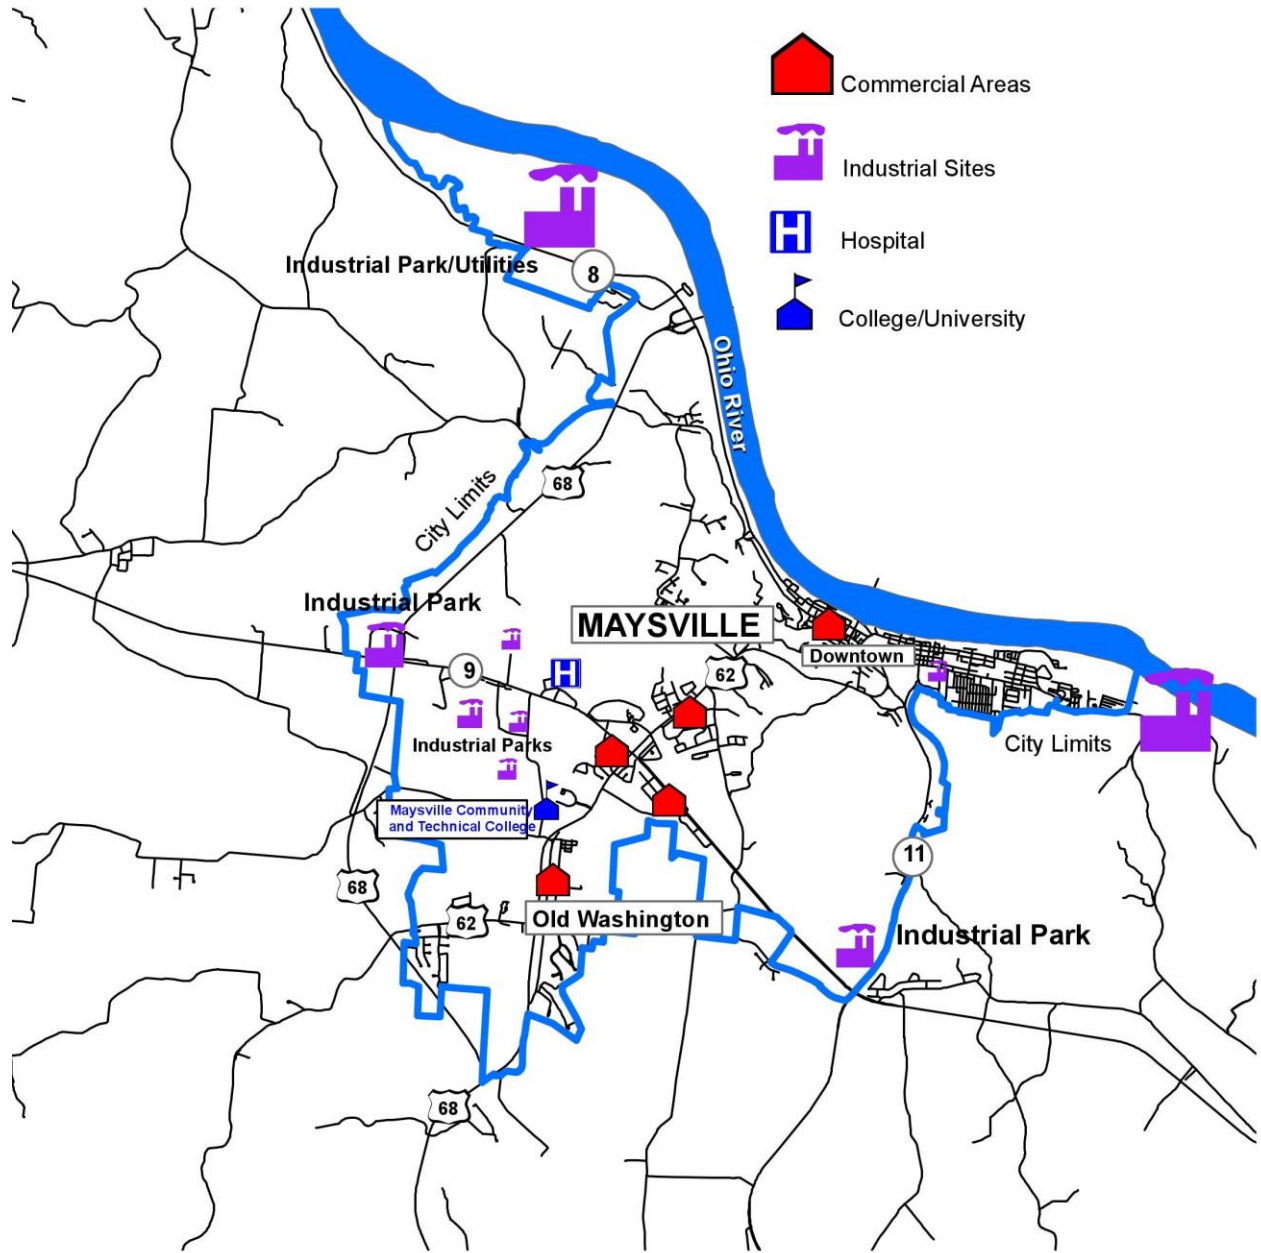 Commercial Areas
Industrial Sites
H
Hospital
College/University
Industrial Park/Utilities
8
Ohio River
68
City Limits
Industrial Park
MAYSVILLE
Downtown
9
H
62
Industrial Parks
City Limits
Maysville Community
and Technical College
11
68
62
Old Washington
Industrial Park
68